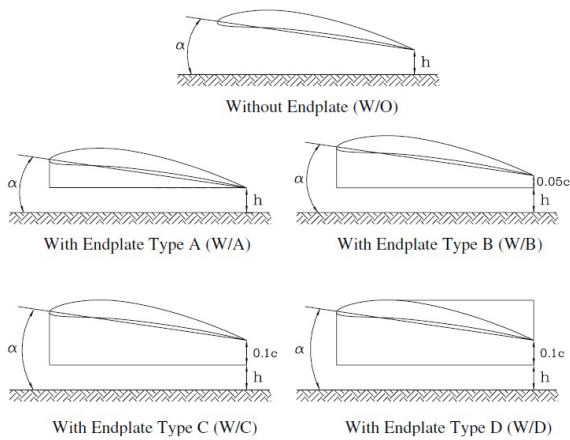 α
h
Without Endplate (W/O)
α
h
With Endplate Type A (W/A)
α
0.05c
h
With Endplate Type B (W/B)
α
0.1c
h
With Endplate Type C (W/C)
α
0.1c
h
With Endplate Type D (W/D)